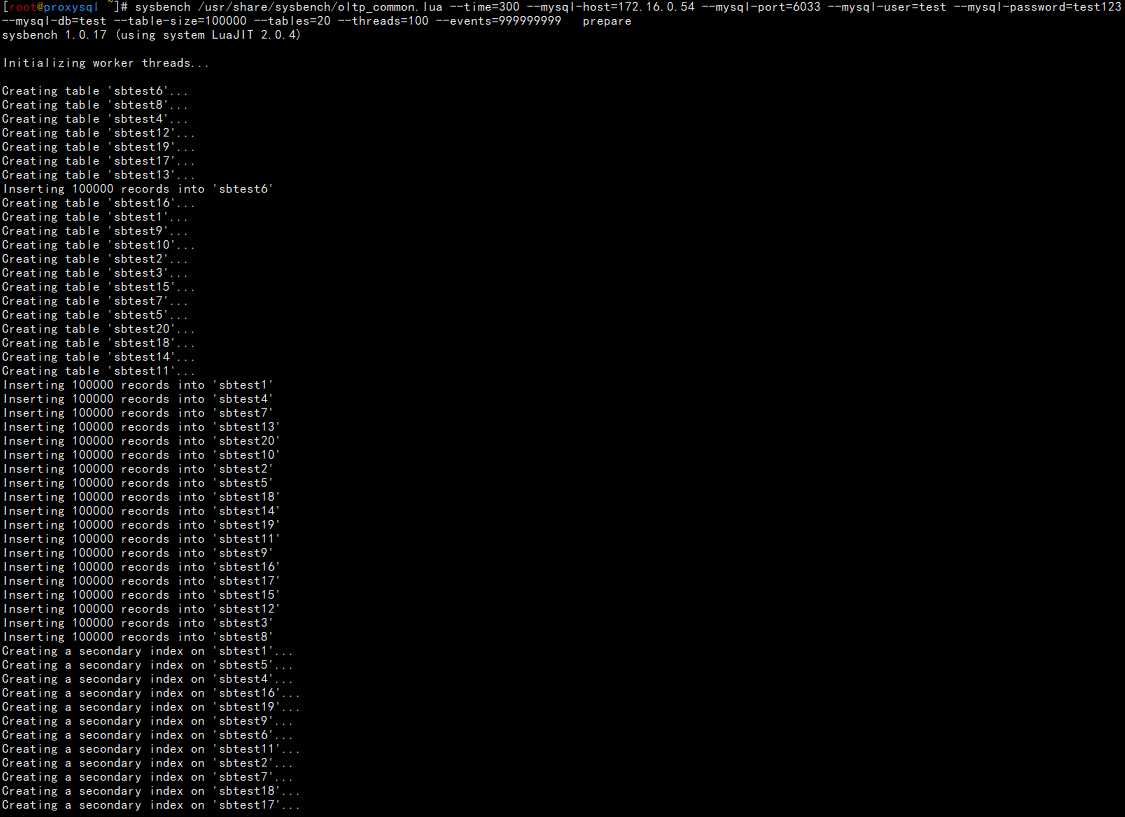 [root@proxysql ~]# sysbench /usr/share/sysbench/oltp_common.lua --time=300 --mysql-host=172.16.0.54 --mysql-port=6033 --mysql-user=test --mysql-password=test123
--mysql-db=test --table-size=100000 --tables=20 --threads=100 --events=999999999   prepare
sysbench 1.0.17 (using system LuaJIT 2.0.4)
Initializing worker threads...
Creating table 'sbtest6'...
Creating table 'sbtest8'...
Creating table 'sbtest4'...
Creating table 'sbtest12'...
Creating table 'sbtest19'...
Creating table 'sbtest17'...
Creating table 'sbtest13'...
Inserting 100000 records into 'sbtest6'
Creating table 'sbtest16'...
Creating table 'sbtest1'...
Creating table 'sbtest9'...
Creating table 'sbtest10'...
Creating table 'sbtest2'...
Creating table 'sbtest3'...
Creating table 'sbtest15'...
Creating table 'sbtest7'...
Creating table 'sbtest5'...
Creating table 'sbtest20'...
Creating table 'sbtest18'...
Creating table 'sbtest14'...
Creating table 'sbtest11'...
Inserting 100000 records into 'sbtest1'
Inserting 100000 records into 'sbtest4'
Inserting 100000 records into 'sbtest7'
Inserting 100000 records into 'sbtest13'
Inserting 100000 records into 'sbtest20'
Inserting 100000 records into 'sbtest10'
Inserting 100000 records into 'sbtest2'
Inserting 100000 records into 'sbtest5'
Inserting 100000 records into 'sbtest18'
Inserting 100000 records into 'sbtest14'
Inserting 100000 records into 'sbtest19'
Inserting 100000 records into 'sbtest11'
Inserting 100000 records into 'sbtest9'
Inserting 100000 records into 'sbtest16'
Inserting 100000 records into 'sbtest17'
Inserting 100000 records into 'sbtest15'
Inserting 100000 records into 'sbtest12'
Inserting 100000 records into 'sbtest3'
Inserting 100000 records into 'sbtest8'
Creating a secondary index on 'sbtest1'...
Creating a secondary index on 'sbtest5'...
Creating a secondary index on 'sbtest4'...
Creating a secondary index on 'sbtest16'...
Creating a secondary index on 'sbtest19'...
Creating a secondary index on 'sbtest9'...
Creating a secondary index on 'sbtest6'...
Creating a secondary index on 'sbtest11'...
Creating a secondary index on 'sbtest2'...
Creating a secondary index on 'sbtest7'...
Creating a secondary index on 'sbtest18'...
Creating a secondary index on 'sbtest17'...